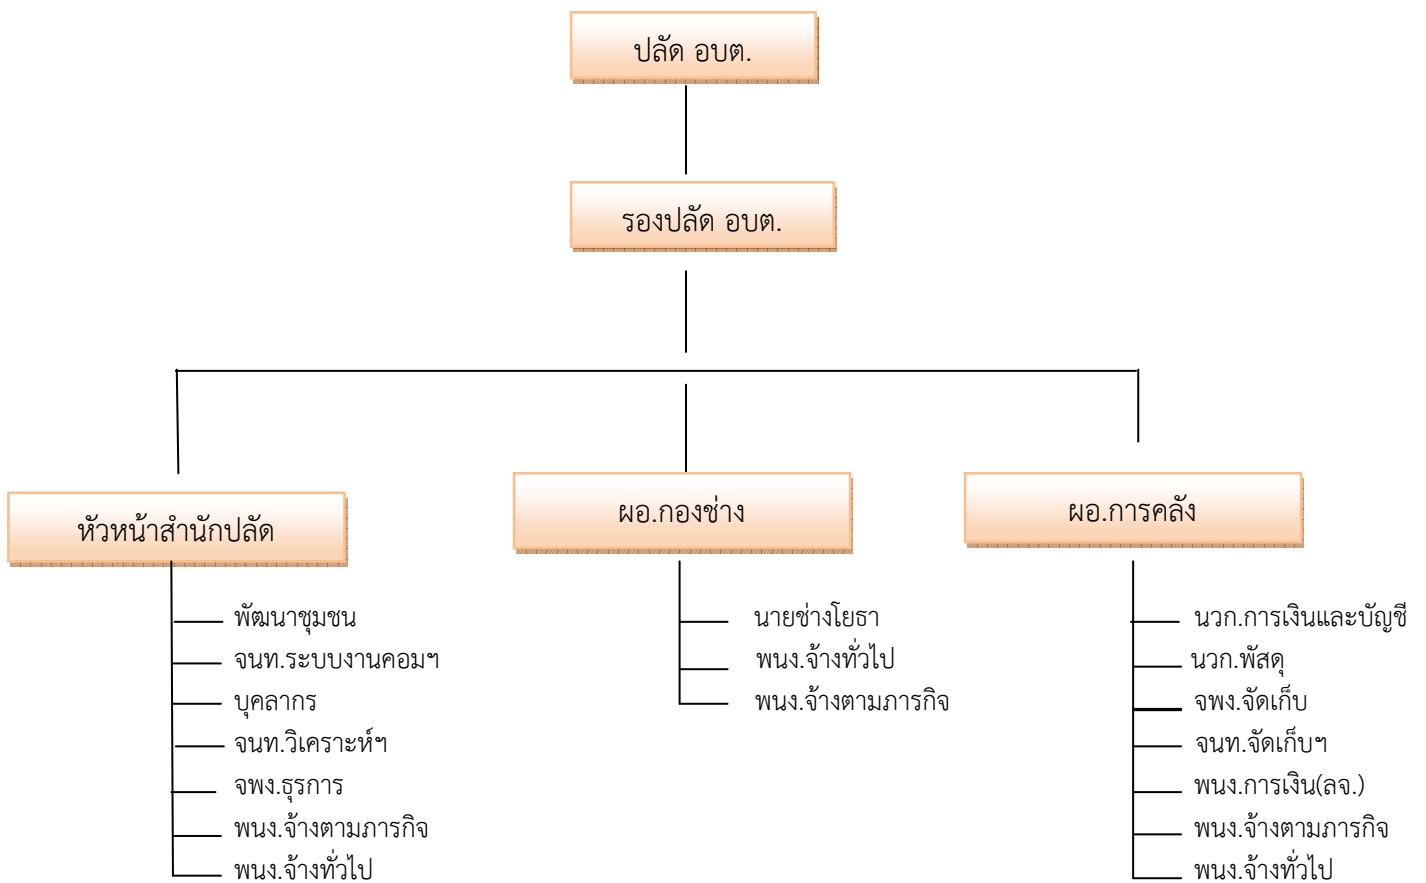 ปลัด อบต.
รองปลัด อบต.
หัวหน้าสำนักปลัด
พัฒนาชุมชน
จนท.ระบบงานคอมฯ
บุคลากร
จนท.วิเคราะห์ฯ
จพง.ธุรการ
พนง.จ้างตามภารกิจ
พนง.จ้างทั่วไป
ผอ.กองช่าง
นายช่างโยธา
พนง.จ้างทั่วไป
พนง.จ้างตามภารกิจ
ผอ.การคลัง
นวก.การเงินและบัญชี
นวก.พัสดุ
จพง.จัดเก็บ
จนท.จัดเก็บฯ
พนง.การเงิน(ลจ.)
พนง.จ้างตามภารกิจ
พนง.จ้างทั่วไป